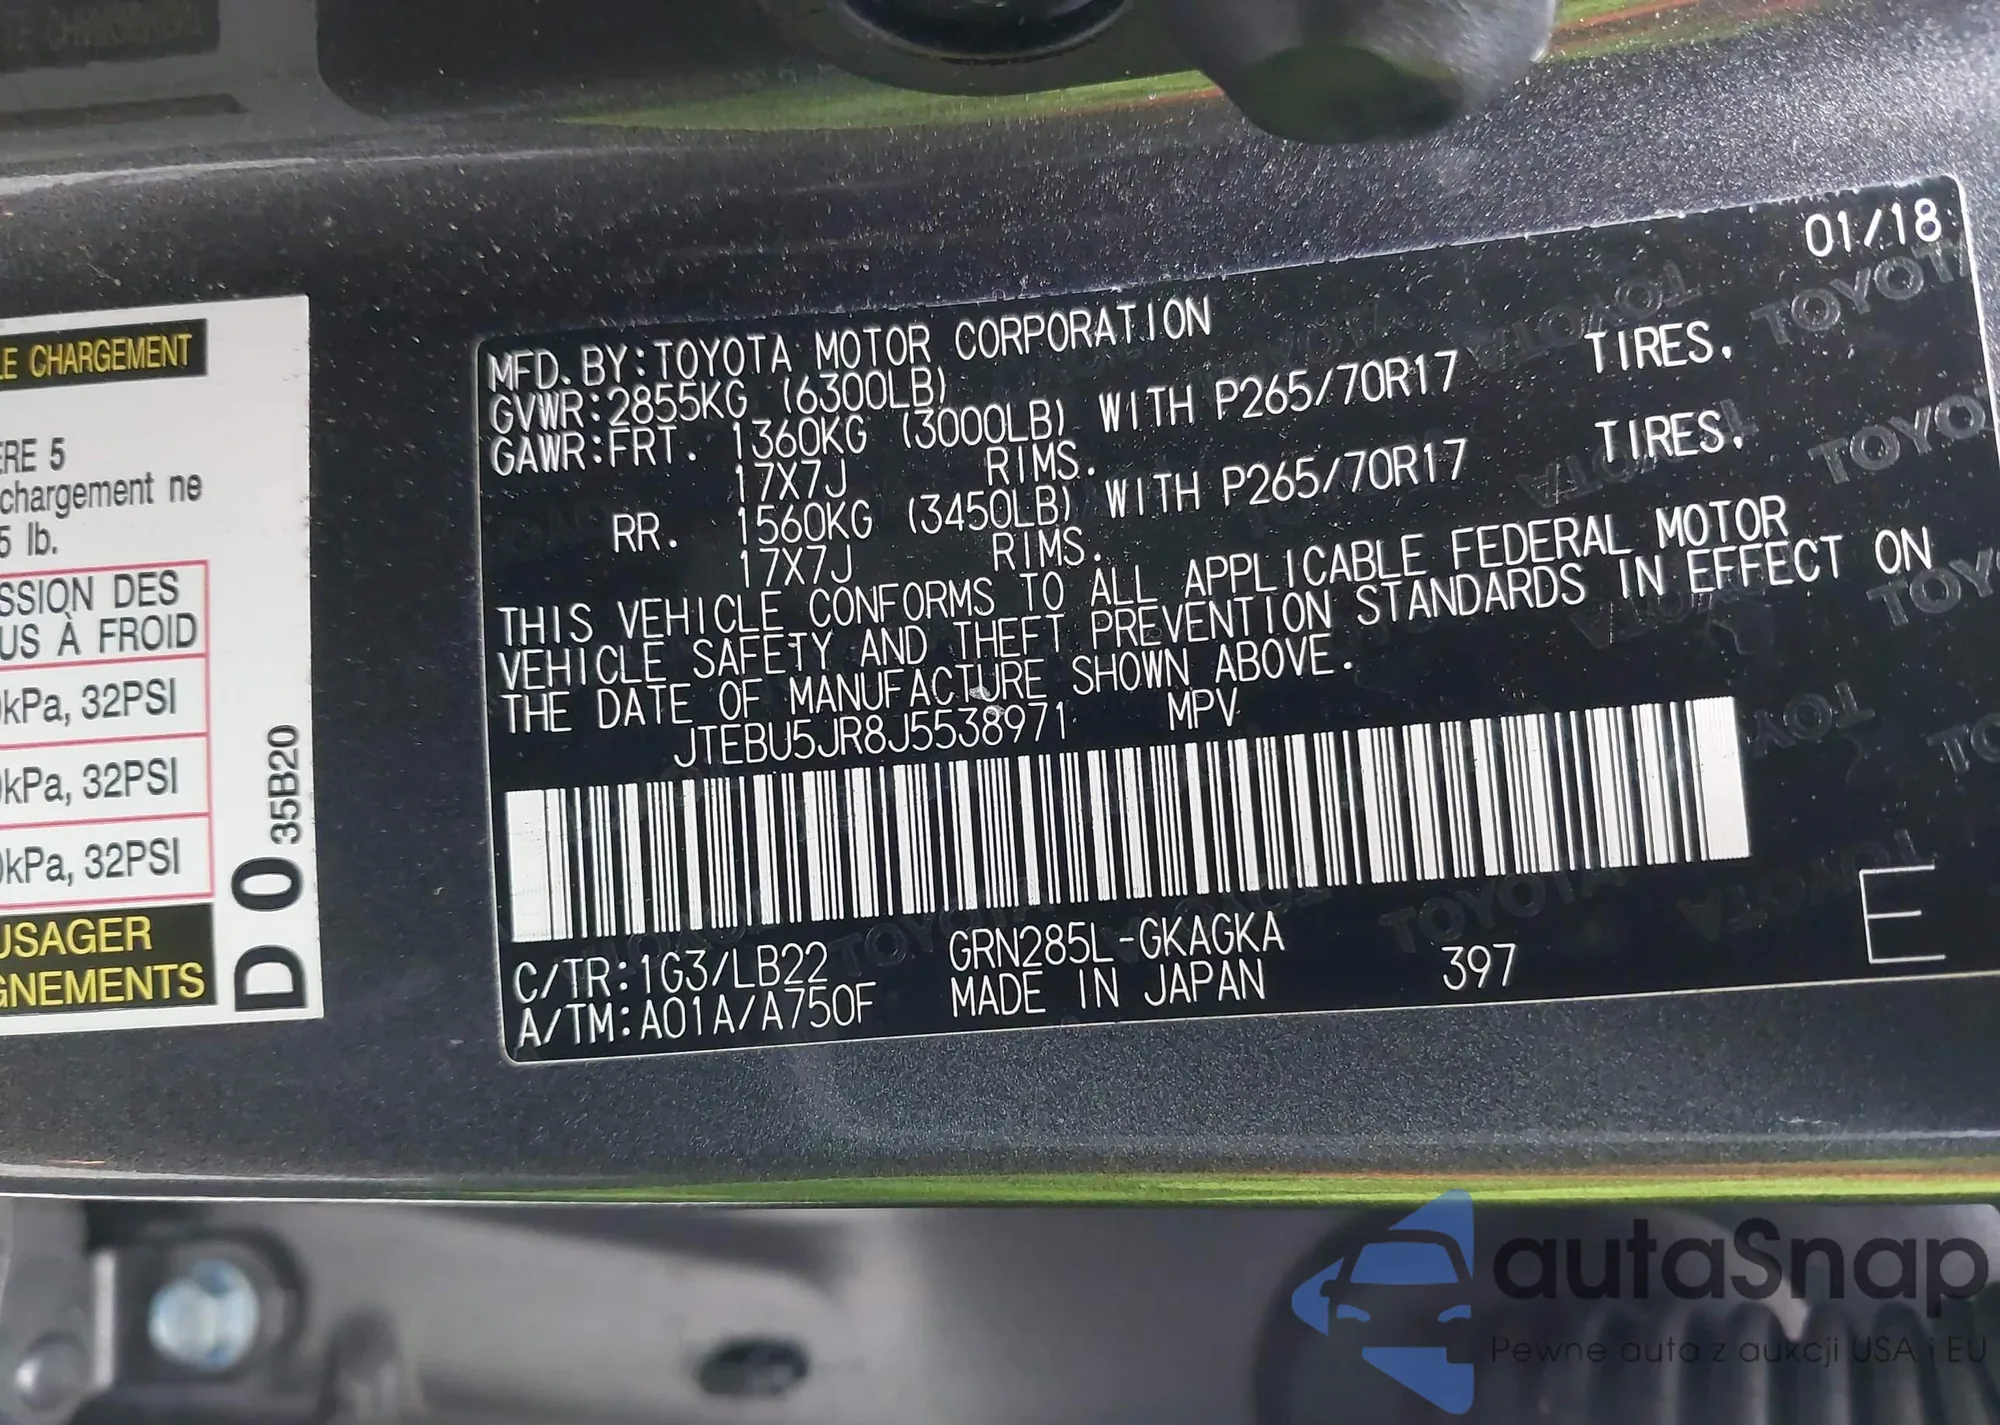 LE CHARGEMENT
ÈRE 5
chargement ne
5 lb.
SSION DES
US À FROID
kPa, 32PSI
kPa, 32PSI
kPa, 32PSI
USAGER
GNEMENTS
D 0 35B20
01/18
MFD. BY:TOYOTA MOTOR CORPORATION
GVWR:2855KG (6300LB)
GAWR:FRT. 1360KG (3000LB) WITH P265/70R17 TIRES,
17X7J RIMS.
RR. 1560KG (3450LB) WITH P265/70R17 TIRES,
17X7J RIMS.
THIS VEHICLE CONFORMS TO ALL APPLICABLE FEDERAL MOTOR
VEHICLE SAFETY AND THEFT PREVENTION STANDARDS IN EFFECT ON
THE DATE OF MANUFACTURE SHOWN ABOVE.
JTEBU5JR8J5538971 MPV
C/TR:1G3/LB22 GRN285L-GKAGKA
A/TM:A01A/A750F MADE IN JAPAN 397 E
autaSnap
Pewne auta z aukcji USA i EU